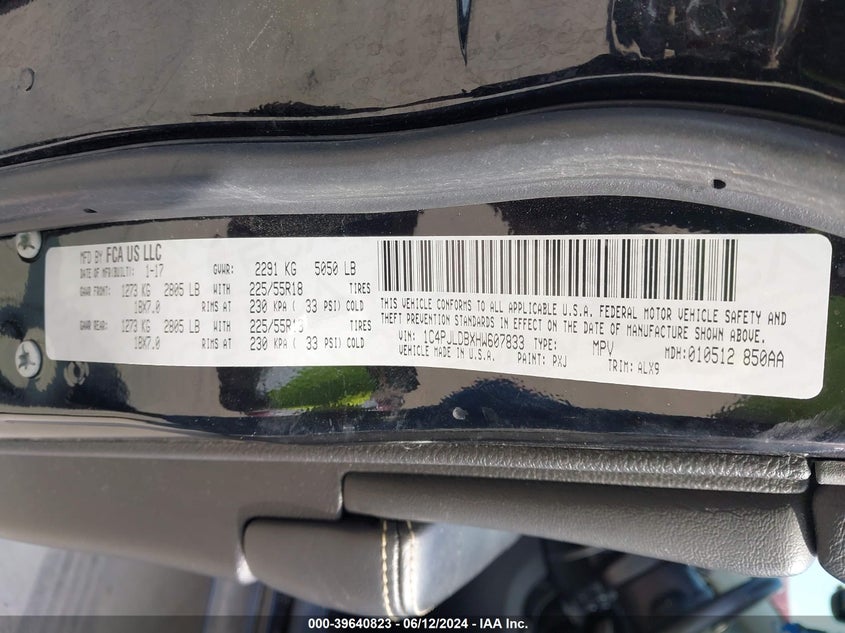 MFD BY FCA US LLC
DATE OF MFD(BUILT): 1-17 GVWR: 2291 KG 5050 LB
GAWR FRONT: 1273 KG 2805 LB WITH 225/55R18 TIRES
18X7.0 RIMS AT 230 KPA ( 33 PSI) COLD
GAWR REAR: 1273 KG 2805 LB WITH 225/55R18 TIRES
18X7.0 RIMS AT 230 KPA ( 33 PSI) COLD
THIS VEHICLE CONFORMS TO ALL APPLICABLE U.S.A. FEDERAL MOTOR VEHICLE SAFETY AND
THEFT PREVENTION STANDARDS IN EFFECT ON THE DATE OF MANUFACTURE SHOWN ABOVE.
VIN: 1C4PJLDBXHW607833 TYPE: MPV MDH: 010512 850AA
VEHICLE MADE IN U.S.A. PAINT: PXJ TRIM: ALX9
000-39640823 - 06/12/2024 - IAA Inc.